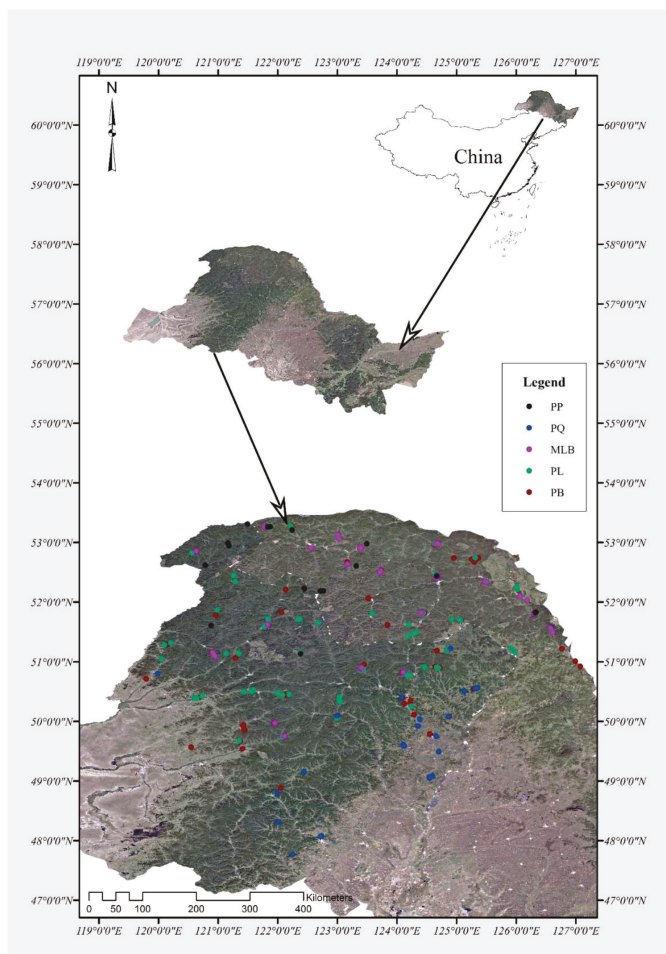 119°0'0"E 120°0'0"E 121°0'0"E 122°0'0"E 123°0'0"E 124°0'0"E 125°0'0"E 126°0'0"E 127°0'0"E
N
China
60°0'0"N 60°0'0"N
59°0'0"N 59°0'0"N
58°0'0"N 58°0'0"N
57°0'0"N 57°0'0"N
56°0'0"N 56°0'0"N
55°0'0"N 55°0'0"N
54°0'0"N 54°0'0"N
53°0'0"N 53°0'0"N
52°0'0"N 52°0'0"N
51°0'0"N 51°0'0"N
50°0'0"N 50°0'0"N
49°0'0"N 49°0'0"N
48°0'0"N 48°0'0"N
47°0'0"N 47°0'0"N
Legend
PP
PQ
MLB
PL
PB
Kilometers
0 50 100 200 300 400
119°0'0"E 120°0'0"E 121°0'0"E 122°0'0"E 123°0'0"E 124°0'0"E 125°0'0"E 126°0'0"E 127°0'0"E